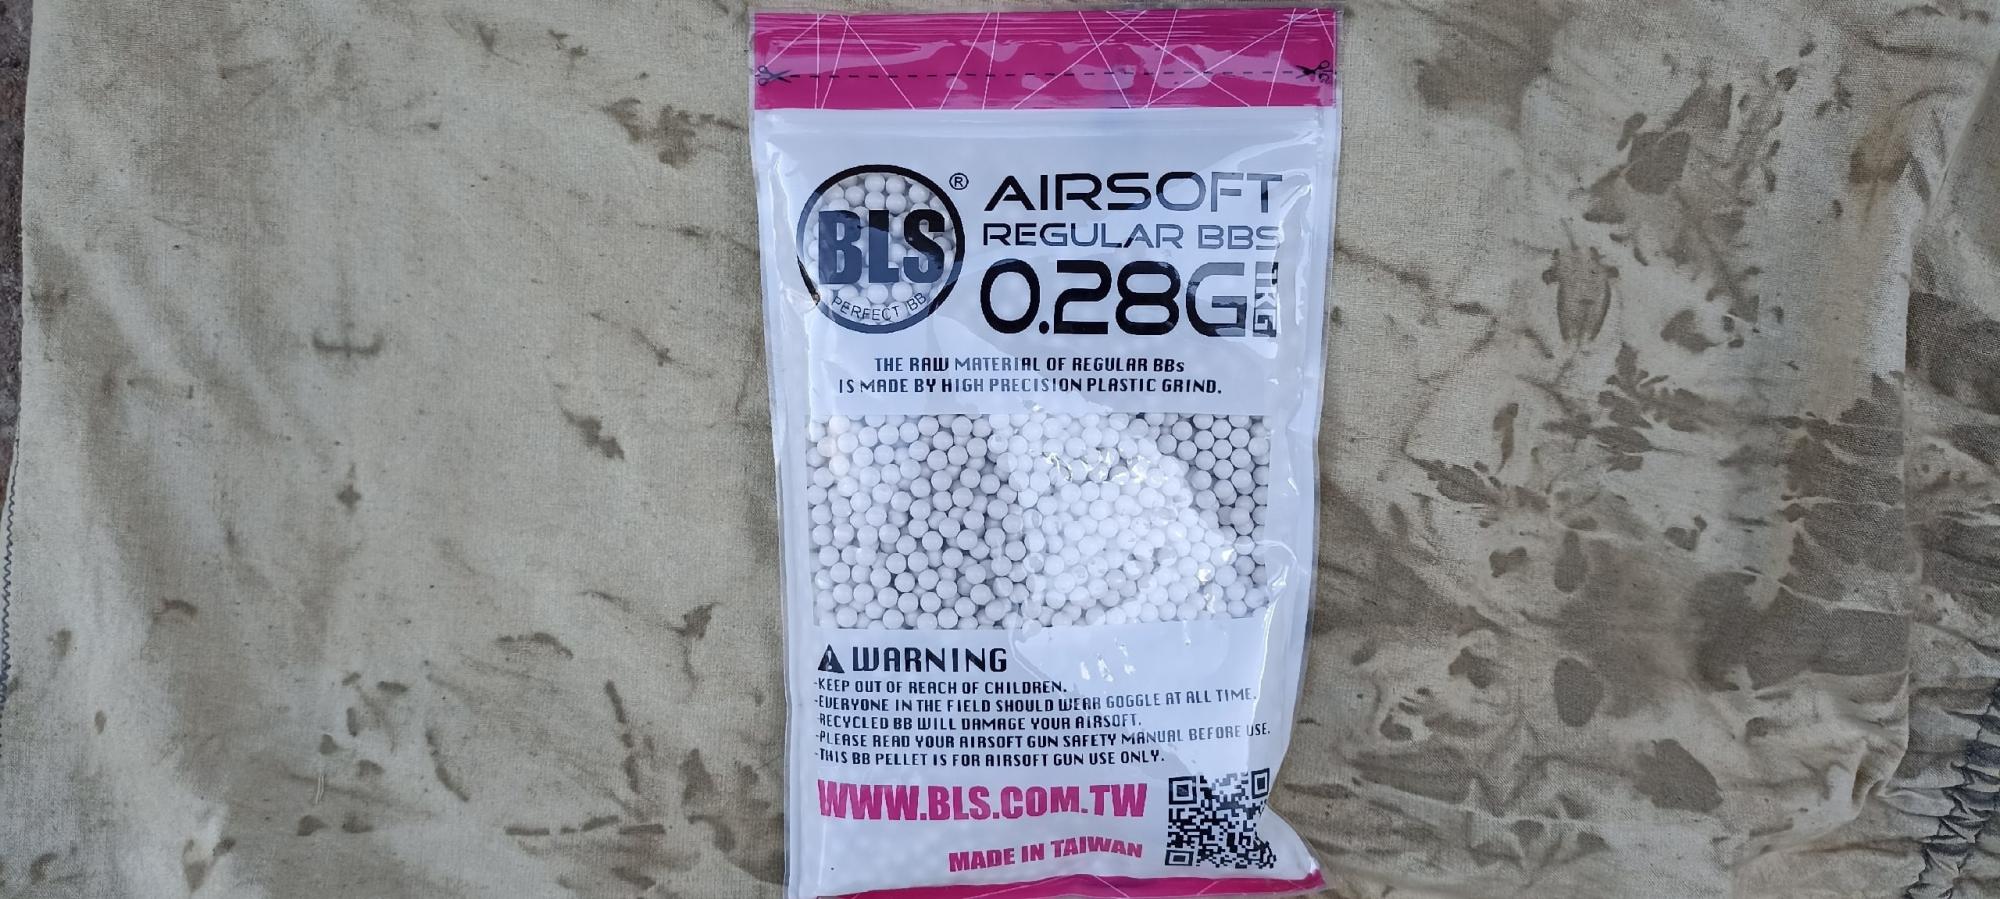 BLS
PERFECT BB
®
AIRSOFT
REGULAR BBS
0.28G 1KG
THE RAW MATERIAL OF REGULAR BBs
IS MADE BY HIGH PRECISION PLASTIC GRIND.
WARNING
-KEEP OUT OF REACH OF CHILDREN.
-EVERYONE IN THE FIELD SHOULD WEAR GOGGLE AT ALL TIME.
-RECYCLED BB WILL DAMAGE YOUR AIRSOFT.
-PLEASE READ YOUR AIRSOFT GUN SAFETY MANUAL BEFORE USE.
-THIS BB PELLET IS FOR AIRSOFT GUN USE ONLY.
WWW.BLS.COM.TW
MADE IN TAIWAN